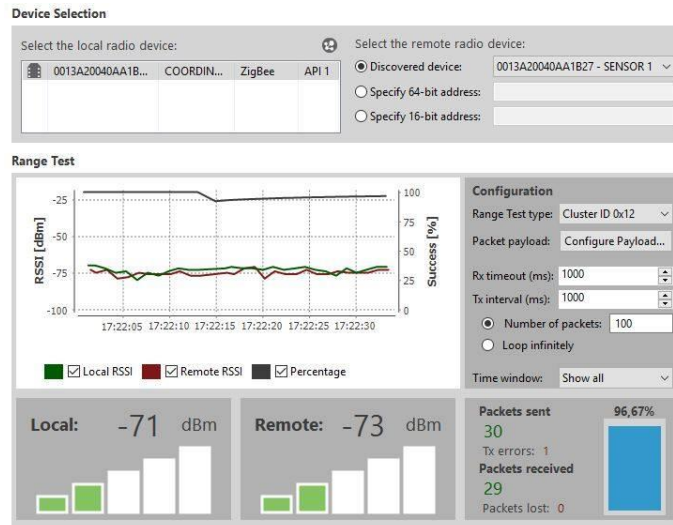 Device Selection
Select the local radio device:
0013A20040AA1B... COORDIN... ZigBee API 1
Select the remote radio device:
Discovered device: 0013A20040AA1B27 - SENSOR 1
Specify 64-bit address:
Specify 16-bit address:
Range Test
RSSI [dBm]
-25
-50
-75
-100
100
75
50
25
0
Success [%]
17:22:05 17:22:10 17:22:15 17:22:20 17:22:25 17:22:30
Local RSSI Remote RSSI Percentage
Configuration
Range Test type: Cluster ID 0x12
Packet payload: Configure Payload...
Rx timeout (ms): 1000
Tx interval (ms): 1000
Number of packets: 100
Loop infinitely
Time window: Show all
Local: -71 dBm
Remote: -73 dBm
Packets sent 96,67%
30
Tx errors: 1
Packets received
29
Packets lost: 0